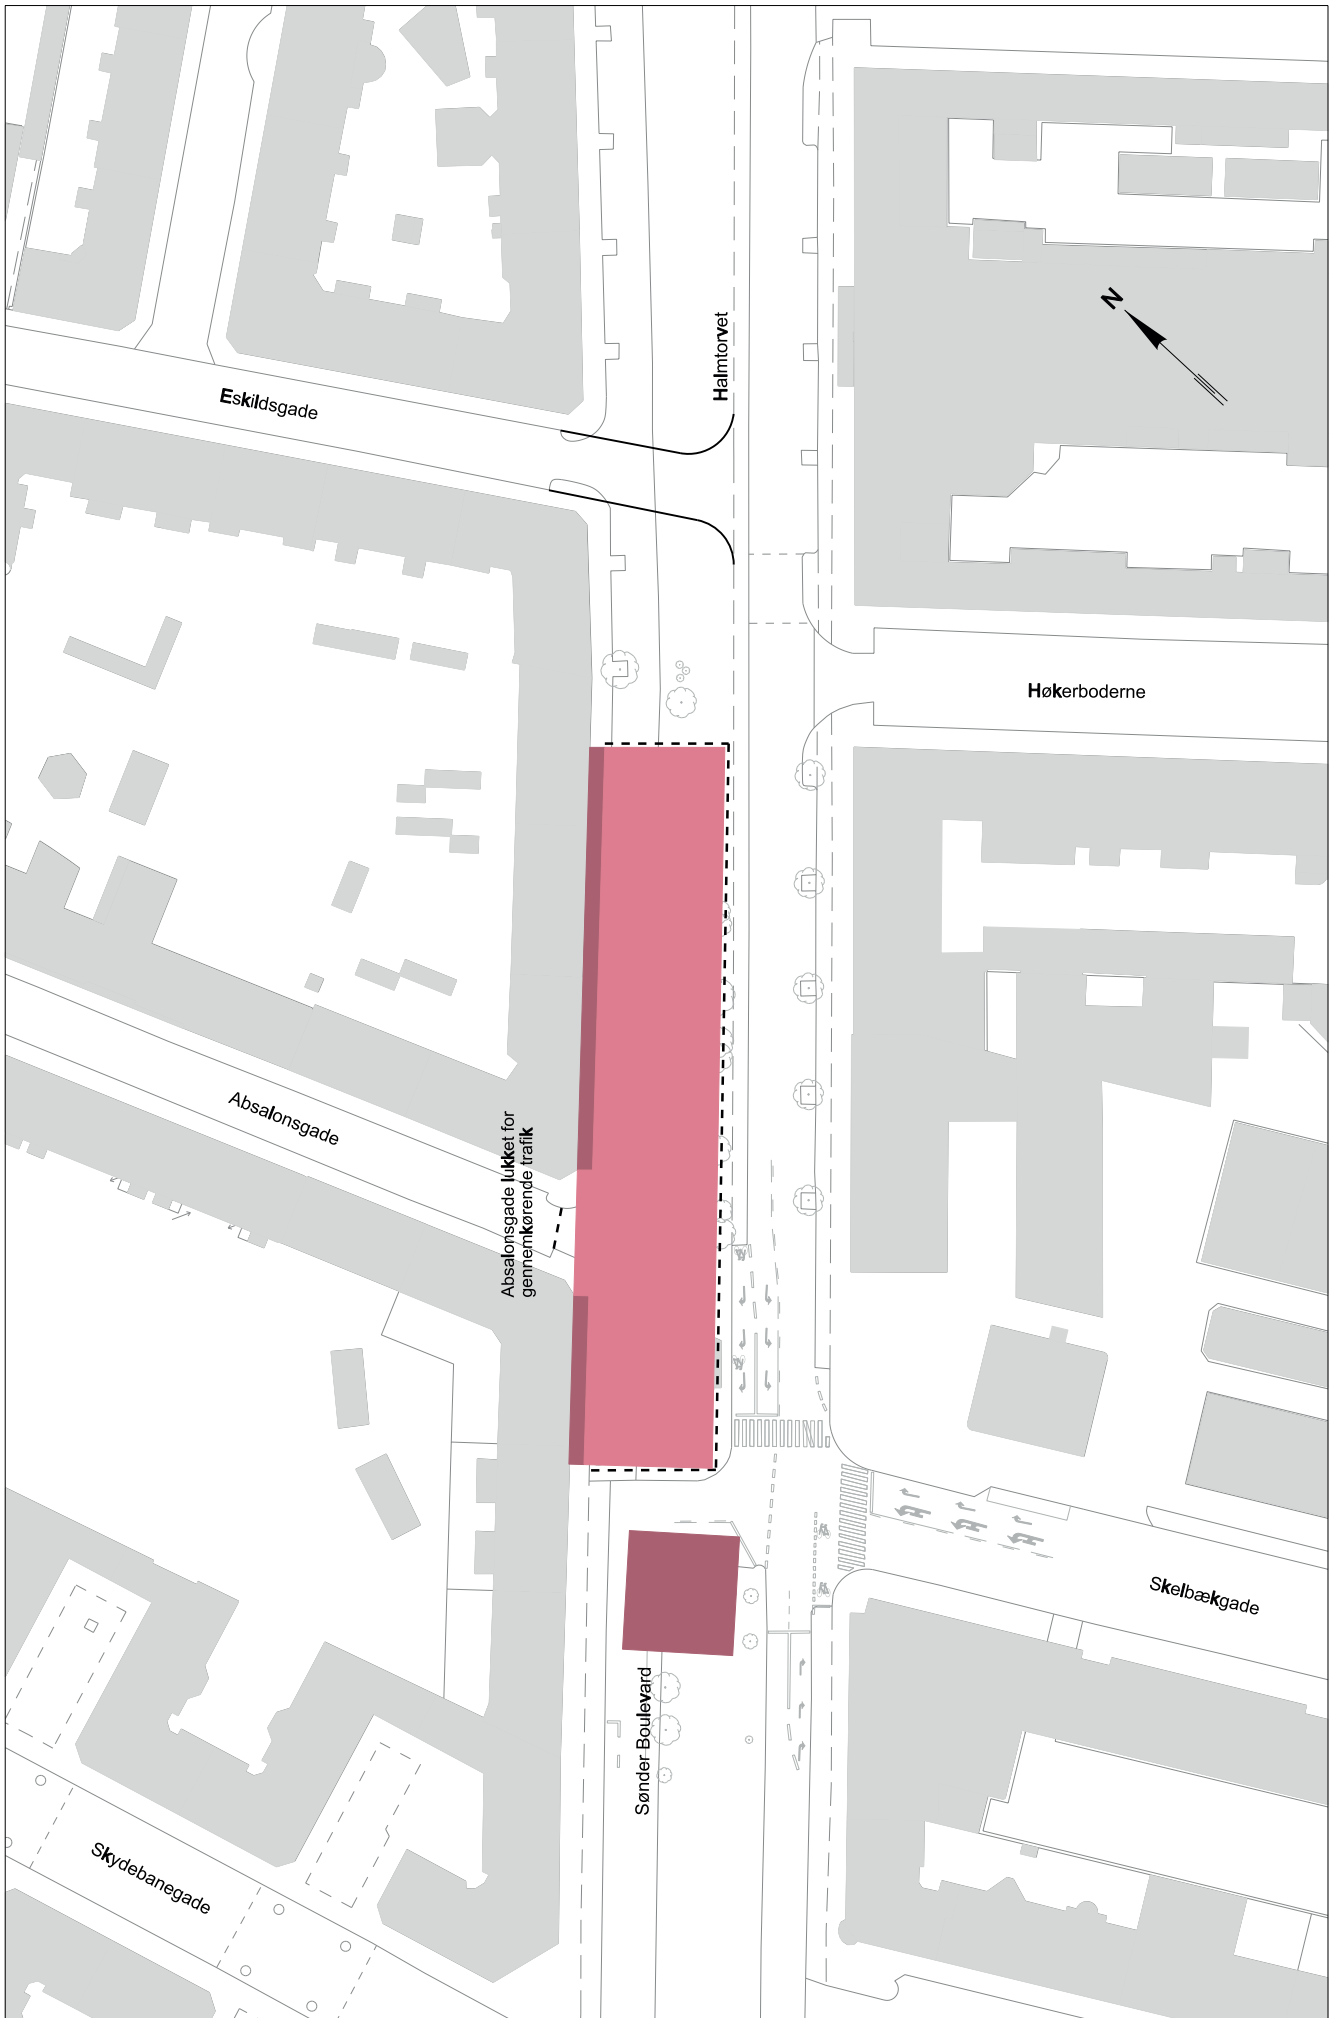 N
Halmtorvet
Eskildsgade
Høkerboderne
Absalonsgade
Absalonsgade lukket for
gennemkørende trafik
Skelbækgade
Sønder Boulevard
Skydebanegade